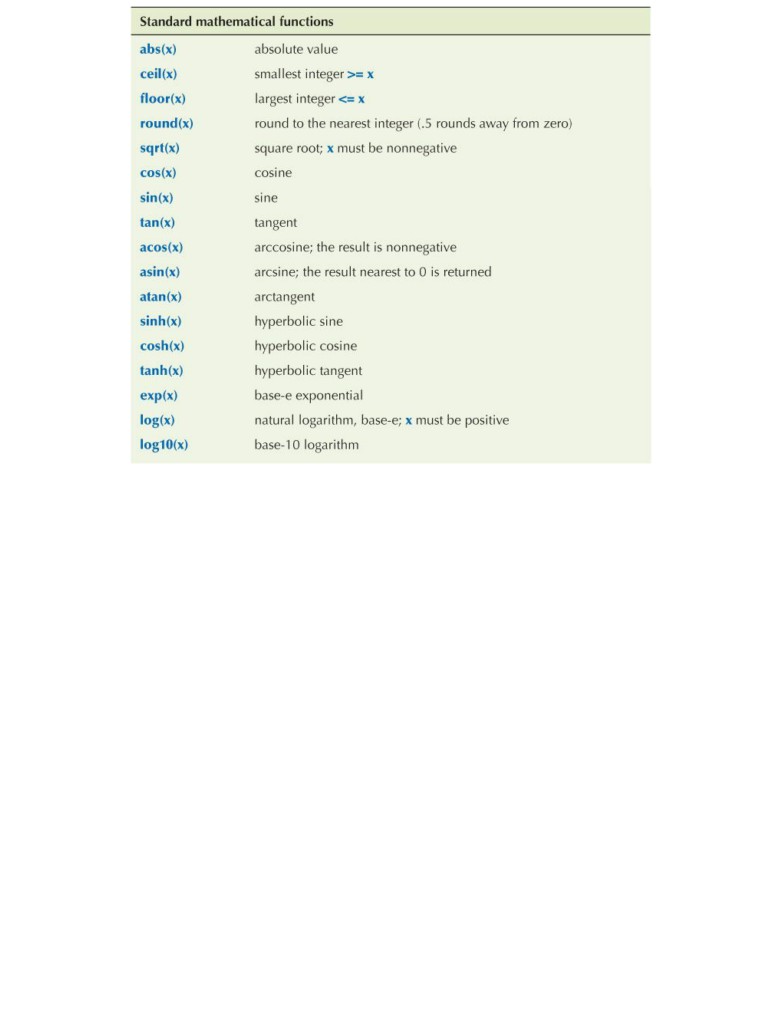 Standard mathematical functions
abs(x) absolute value
ceil(x) smallest integer >= x
floor(x) largest integer <= x
round(x) round to the nearest integer (.5 rounds away from zero)
sqrt(x) square root; x must be nonnegative
cos(x) cosine
sin(x) sine
tan(x) tangent
acos(x) arccosine; the result is nonnegative
asin(x) arcsine; the result nearest to 0 is returned
atan(x) arctangent
sinh(x) hyperbolic sine
cosh(x) hyperbolic cosine
tanh(x) hyperbolic tangent
exp(x) base-e exponential
log(x) natural logarithm, base-e; x must be positive
log10(x) base-10 logarithm